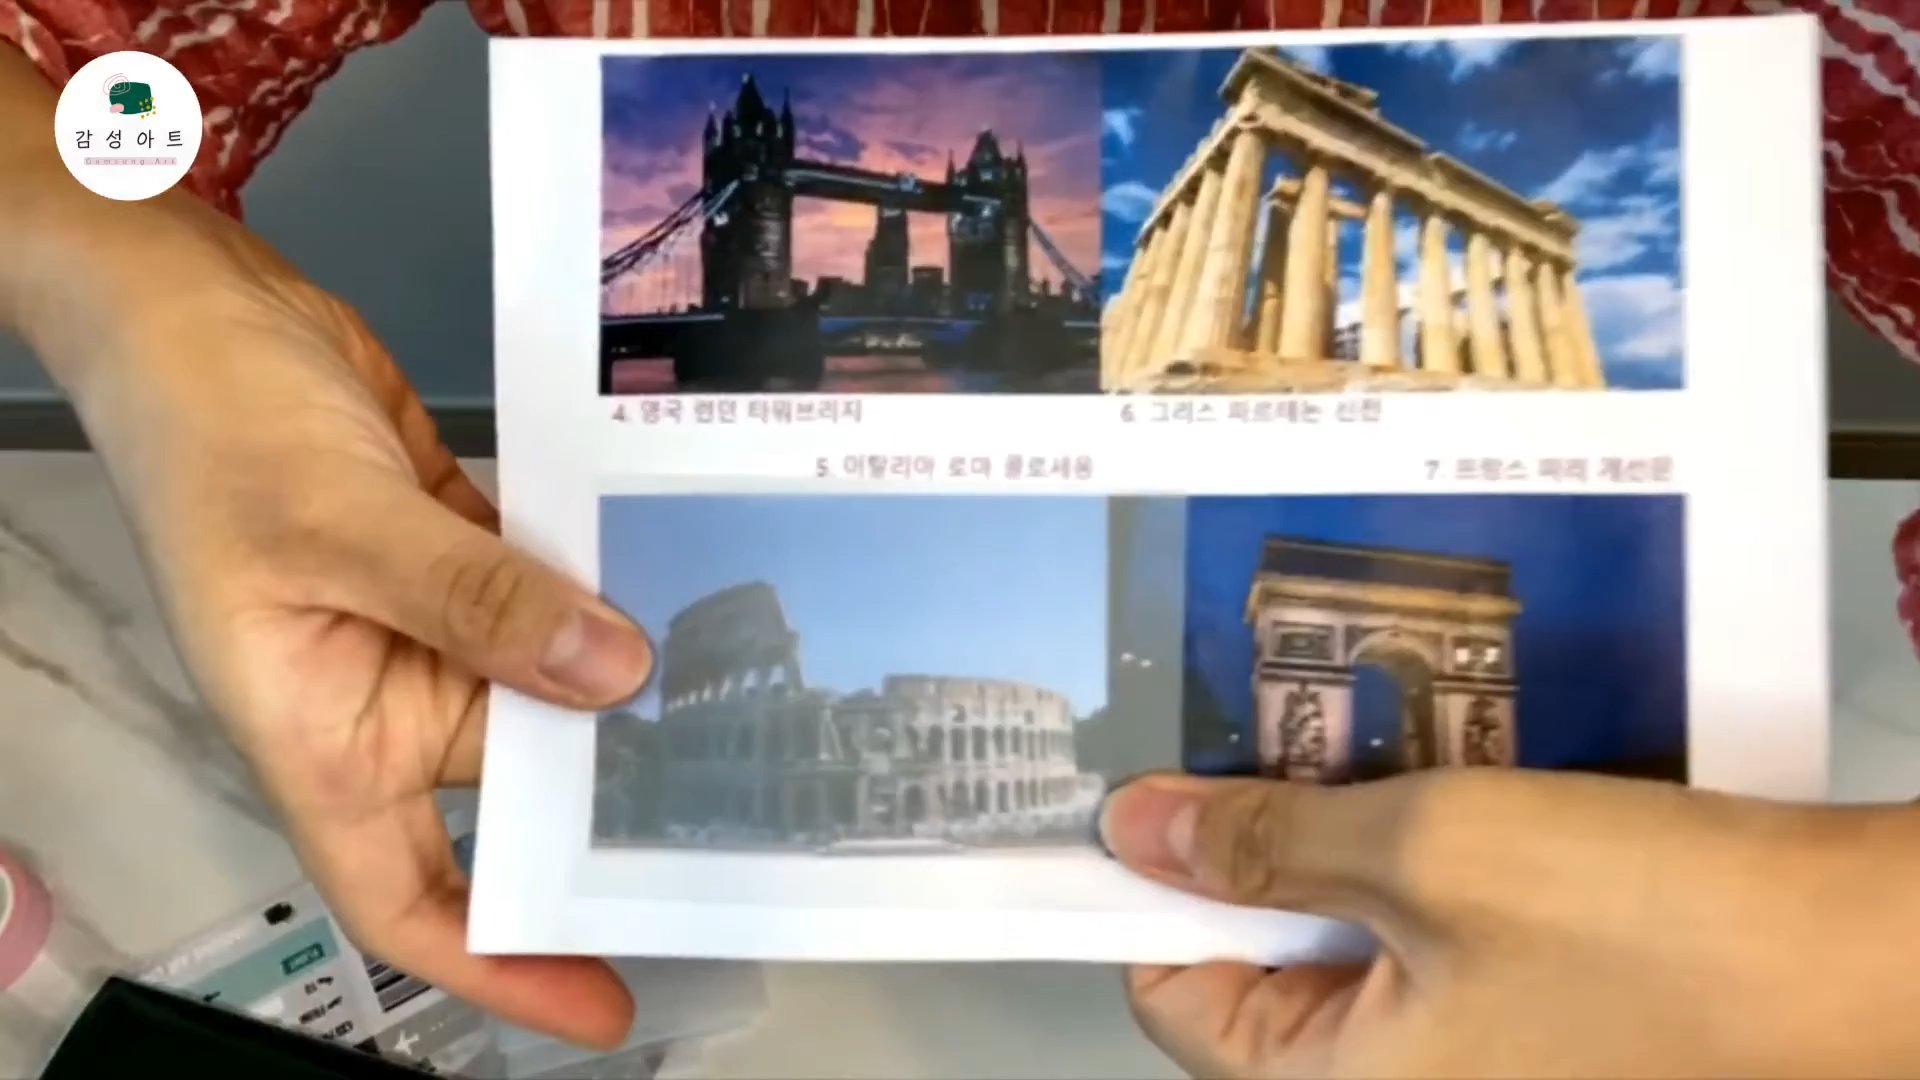 감성아트
Gamsung Art
4. 영국 런던 타워브리지
6. 그리스 파르테논 신전
5. 이탈리아 로마 콜로세움
7. 프랑스 파리 개선문